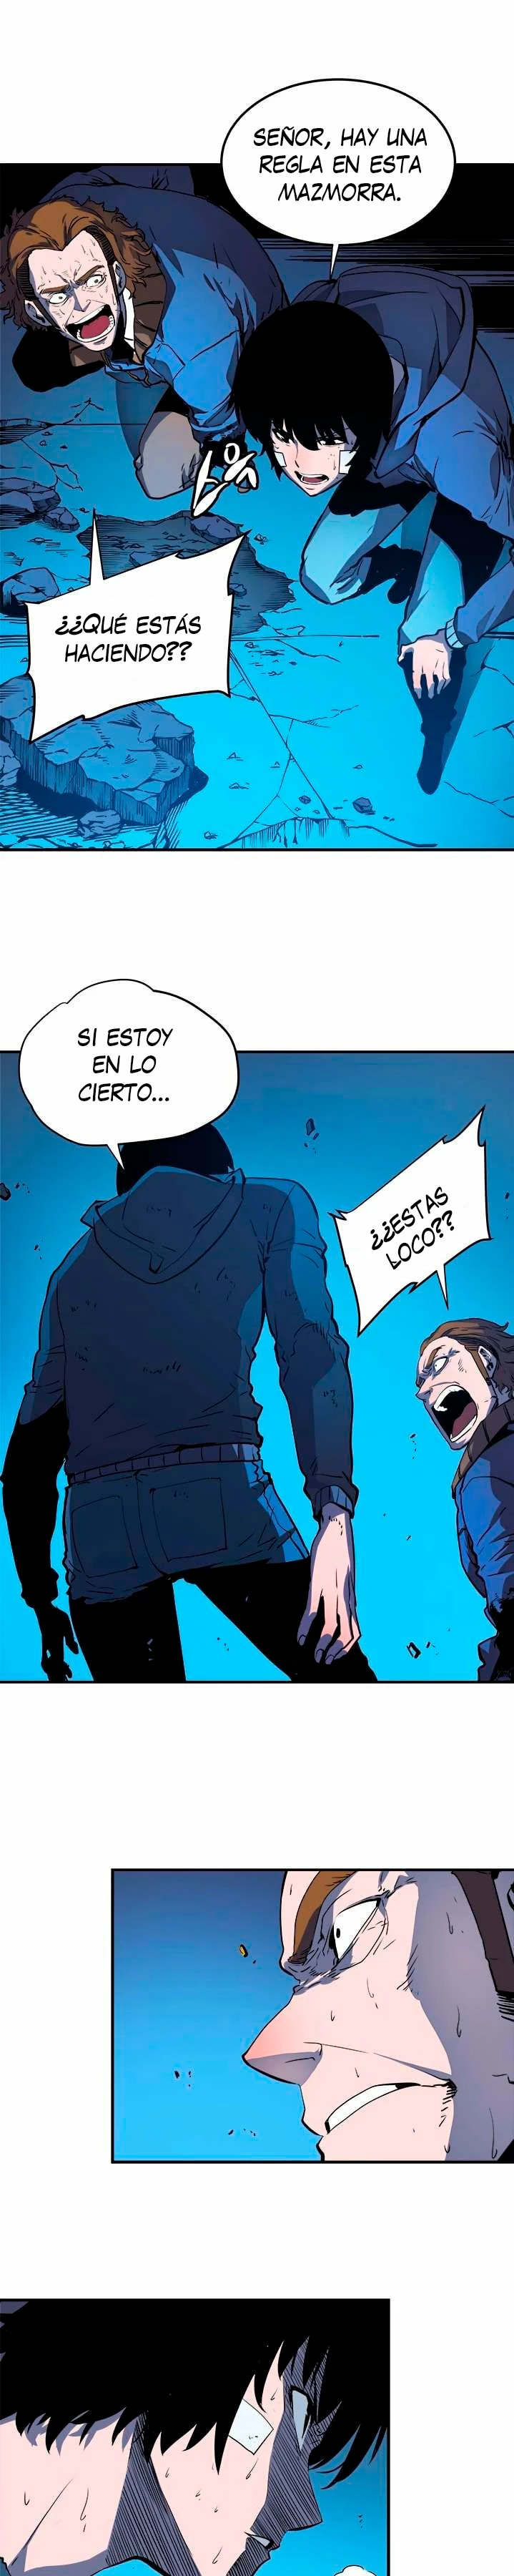 SEÑOR, HAY UNA
REGLA EN ESTA
MAZMORRA.
¿¿QUÉ ESTÁS
HACIENDO??
SI ESTOY
EN LO
CIERTO...
¿¿ESTAS
LOCO??